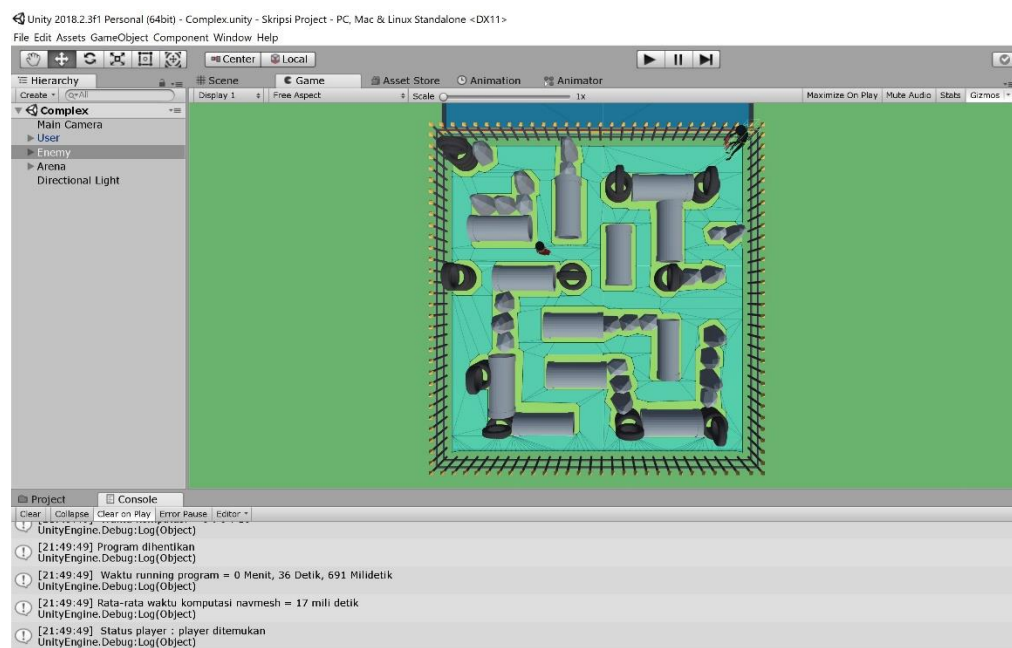 Unity 2018.2.3f1 Personal (64bit) - Complex.unity - Skripsi Project - PC, Mac & Linux Standalone <DX11>
File Edit Assets GameObject Component Window Help
Center Local
Hierarchy Scene Game Asset Store Animation Animator
Create All Display 1 Free Aspect Scale 1x Maximize On Play Mute Audio Stats Gizmos
Complex
Main Camera
User
Enemy
Arena
Directional Light
Project Console
Clear Collapse Clear on Play Error Pause Editor
UnityEngine.Debug:Log(Object)
[21:49:49] Program dihentikan
UnityEngine.Debug:Log(Object)
[21:49:49] Waktu running program = 0 Menit, 36 Detik, 691 Milidetik
UnityEngine.Debug:Log(Object)
[21:49:49] Rata-rata waktu komputasi navmesh = 17 mili detik
UnityEngine.Debug:Log(Object)
[21:49:49] Status player : player ditemukan
UnityEngine.Debug:Log(Object)